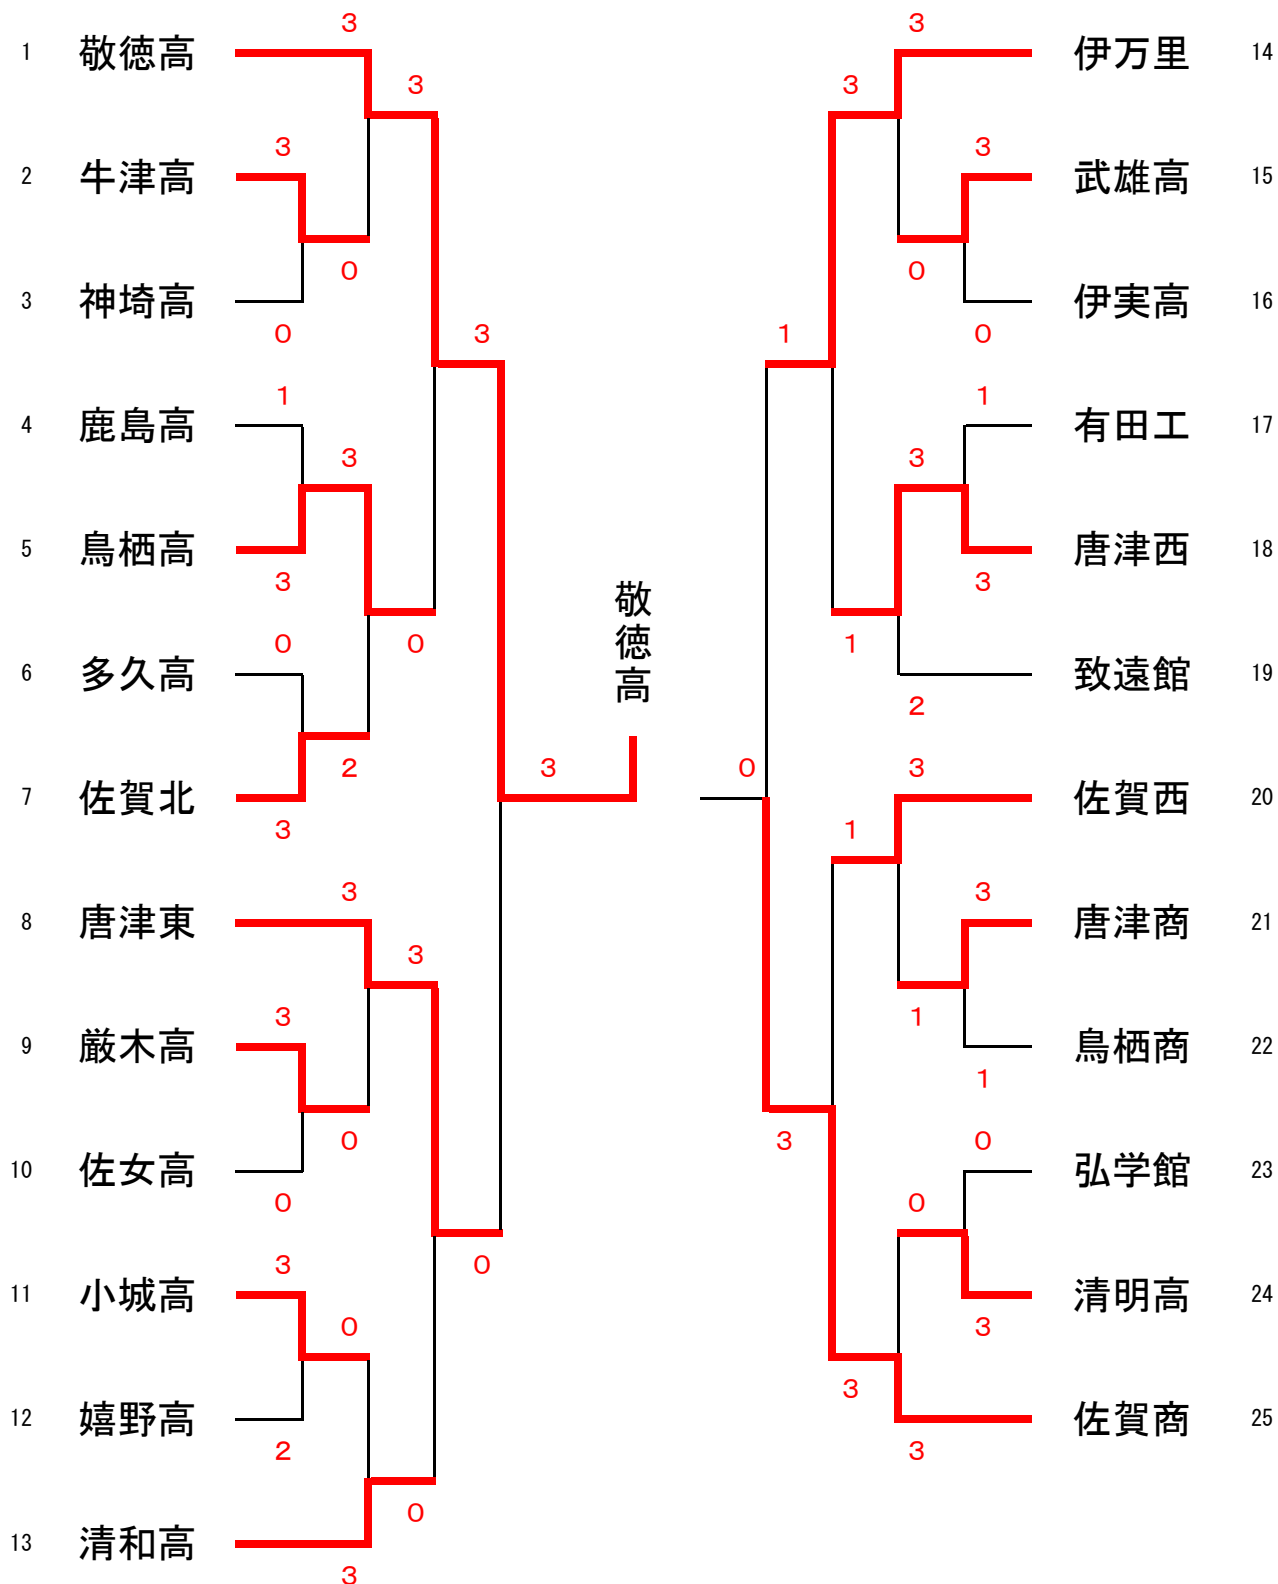 3 3
1 敬徳高 伊万里 14
3 3
3 3
2 牛津高 武雄高 15
0 0
3 神埼高 伊実高 16
0 3 1 0
1 1
4 鹿島高 有田工 17
3 3
5 鳥栖高 唐津西 18
3 3
敬徳高
0 0 1
6 多久高 致遠館 19
2
2 3 0 3
7 佐賀北 佐賀西 20
3 1
3 3
8 唐津東 唐津商 21
3
3 1
9 厳木高 鳥栖商 22
1
0 3 0
10 佐女高 弘学館 23
0 0
3 0
11 小城高 清明高 24
0 3
3
12 嬉野高 佐賀商 25
2 3
0
13 清和高
3